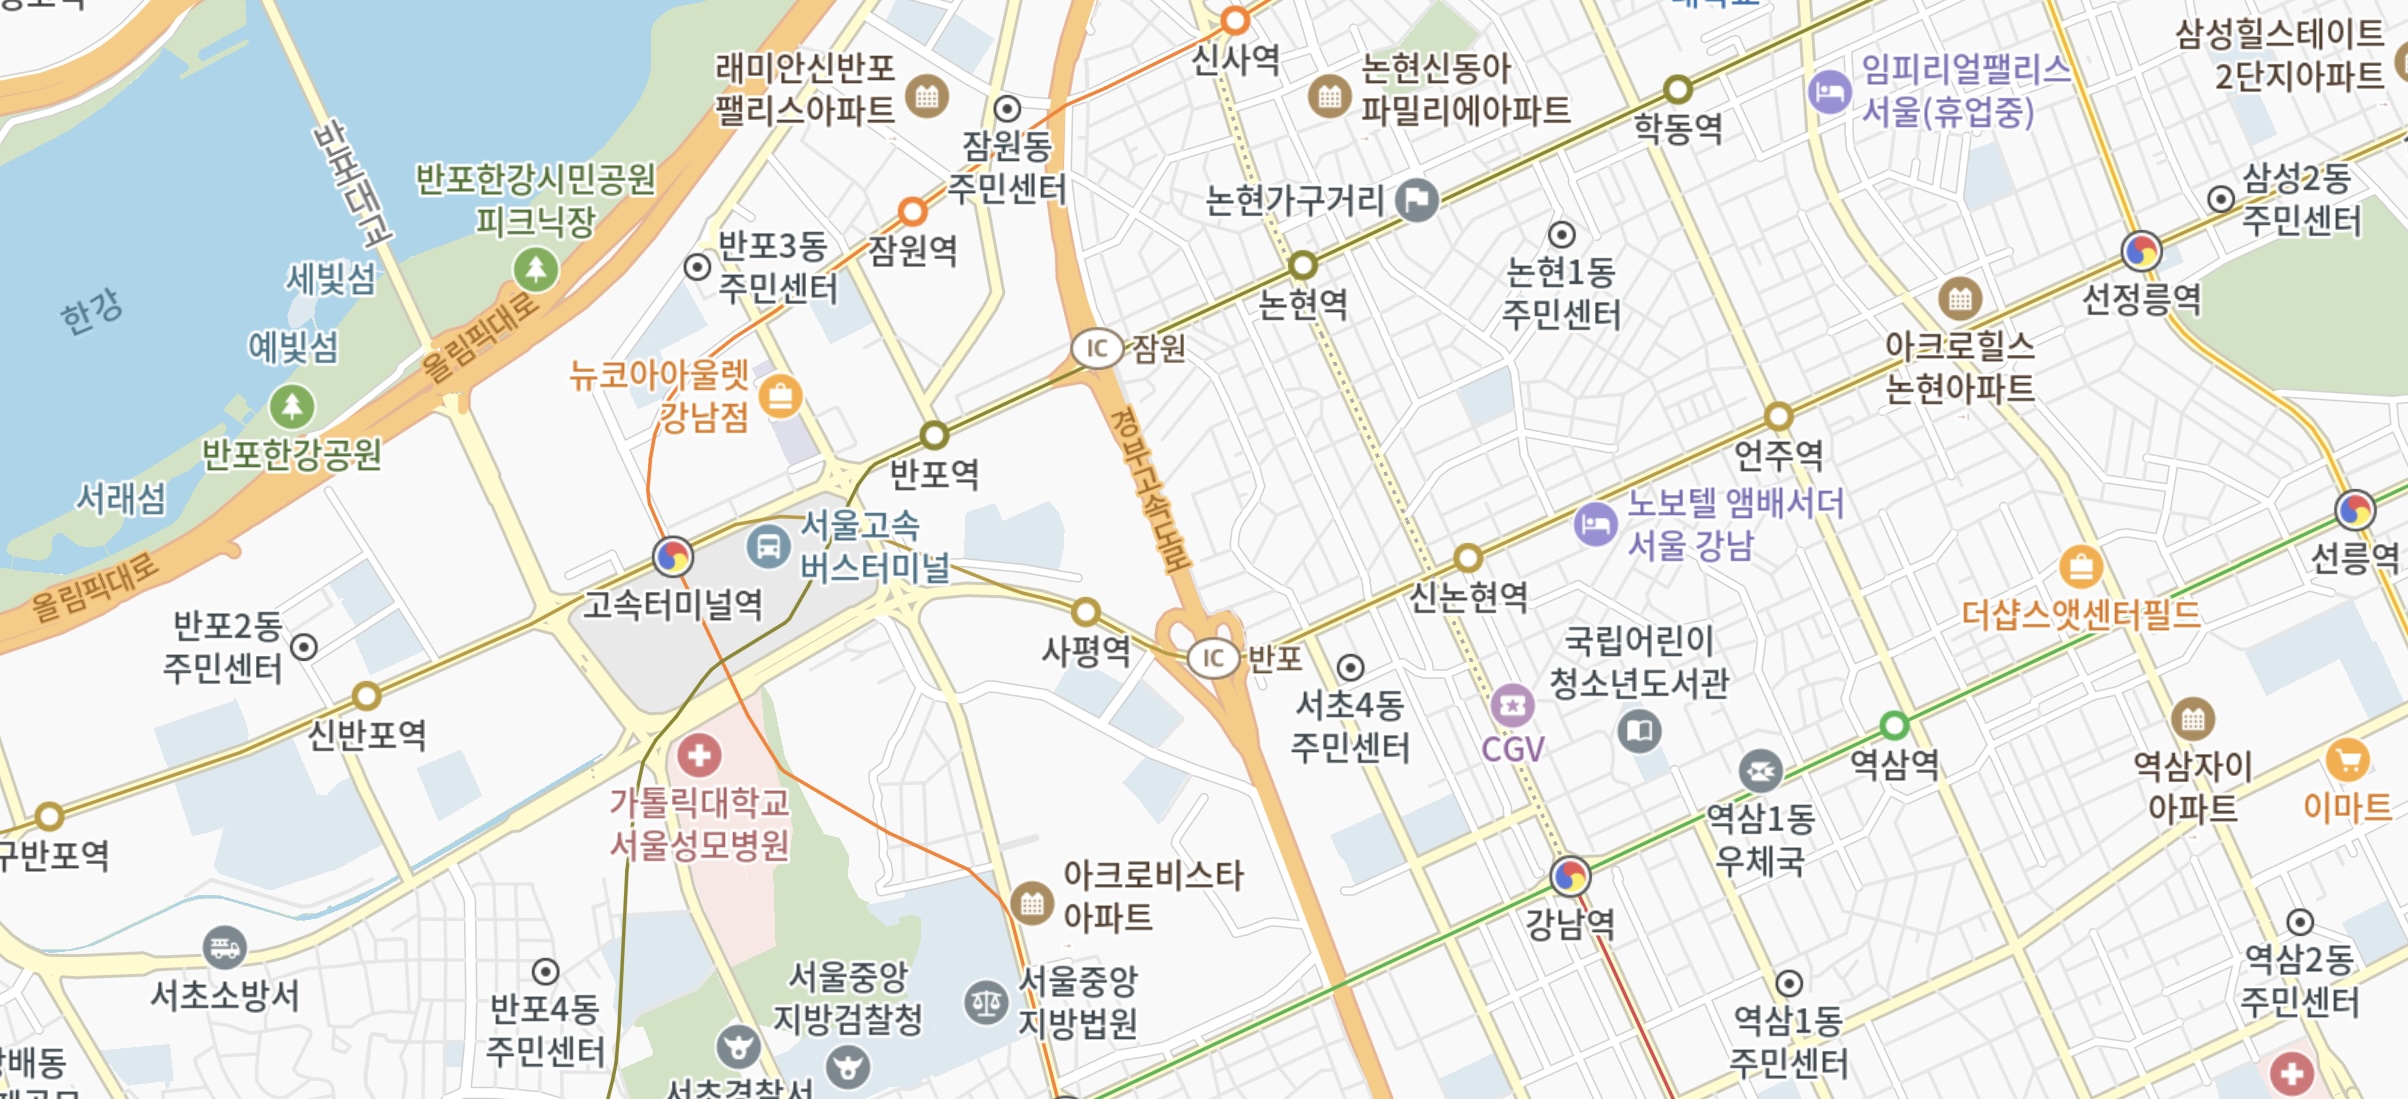 신사역
삼성힐스테이트
2단지아파트
래미안신반포
팰리스아파트
논현신동아
파밀리에아파트
임피리얼팰리스
서울(휴업중)
학동역
잠원동
주민센터
반포대교
반포한강시민공원
피크닉장
논현가구거리
삼성2동
주민센터
잠원역
반포3동
주민센터
세빛섬
논현1동
주민센터
논현역
선정릉역
한강
예빛섬
올림픽대로
IC
잠원
아크로힐스
논현아파트
뉴코아아울렛
강남점
반포한강공원
경부고속도로
반포역
언주역
서래섬
노보텔 앰배서더
서울 강남
서울고속
버스터미널
선릉역
올림픽대로
고속터미널역
신논현역
더샵스앳센터필드
반포2동
주민센터
사평역
IC
반포
국립어린이
청소년도서관
서초4동
주민센터
신반포역
CGV
역삼역
역삼자이
아파트
이마트
가톨릭대학교
서울성모병원
역삼1동
우체국
구반포역
아크로비스타
아파트
강남역
서초소방서
반포4동
주민센터
서울중앙
지방검찰청
서울중앙
지방법원
역삼2동
주민센터
역삼1동
주민센터
서초경찰서